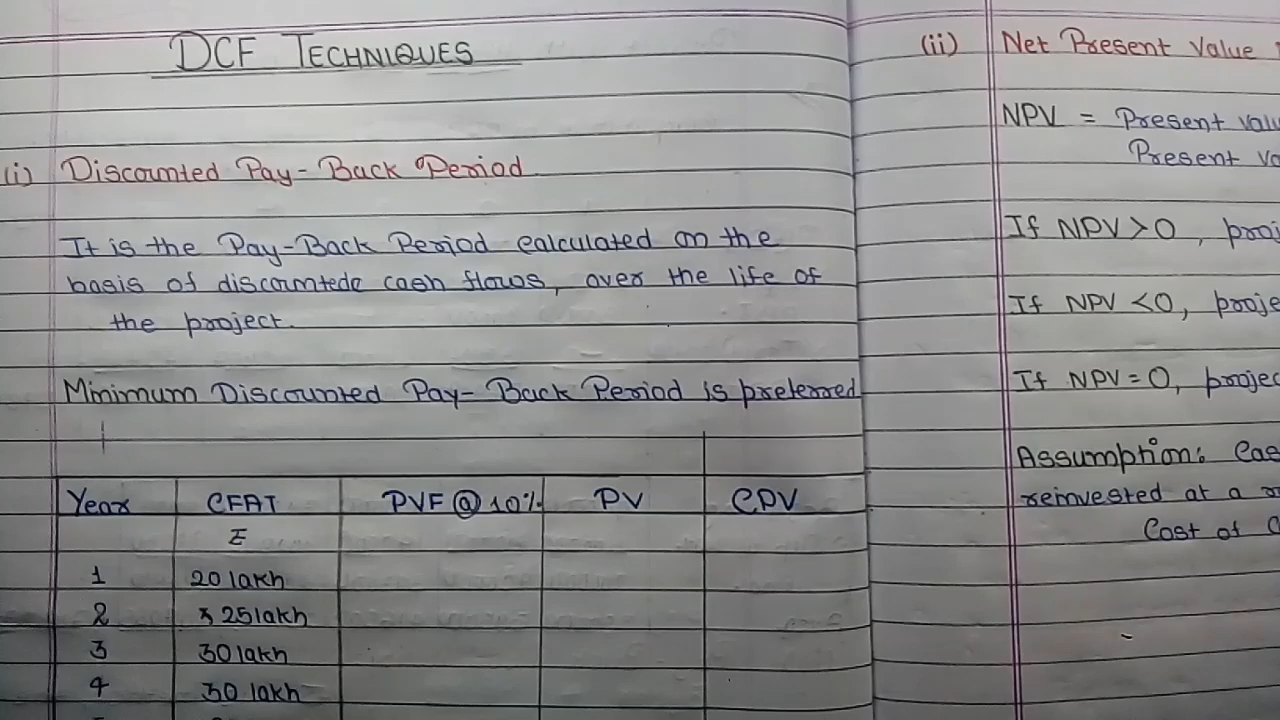 DCF TECHNIQUES
(i) Discounted Pay-Back Period
It is the Pay-Back Period calculated on the
basis of discountede cash flows, over the life of
the project.
Minimum Discounted Pay-Back Period is preferred
Year CFAT PVF @ 10% PV CPV
1 20 lakh
2 25 lakh
3 30 lakh
4 30 lakh
(ii) Net Present Value
NPV = Present valu
Present va
If NPV>0, proj
If NPV <0, proje
If NPV=0, projec
Assumption: Cas
reinvested at a
Cost of